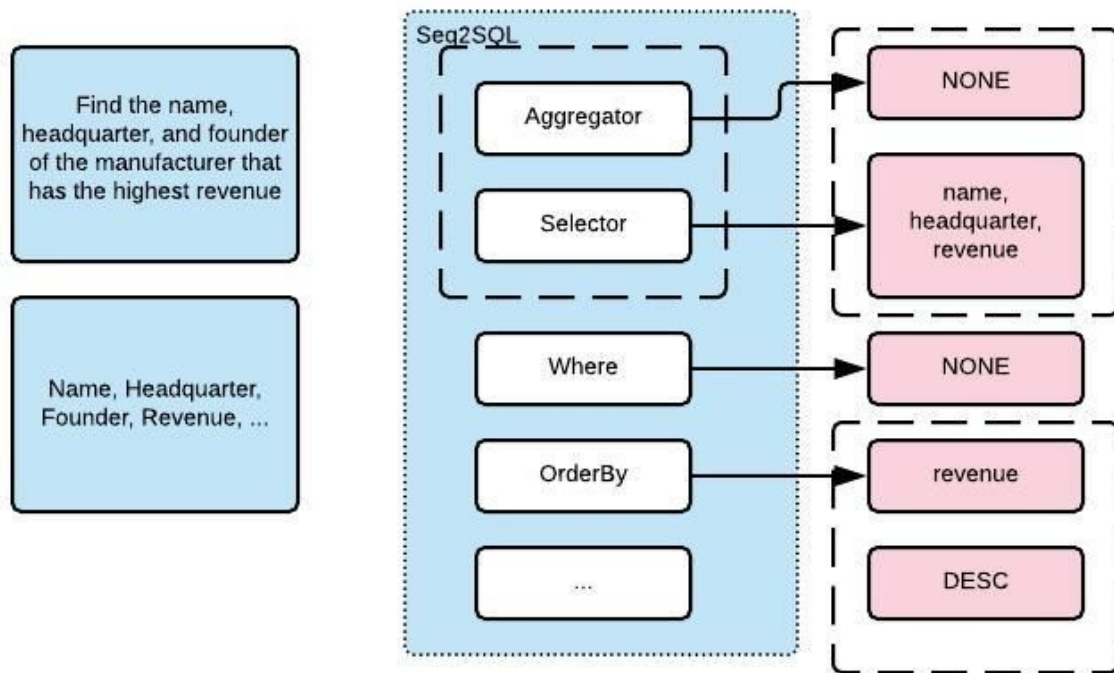 Find the name,
headquarter, and founder
of the manufacturer that
has the highest revenue
Name, Headquarter,
Founder, Revenue, ...
Seq2SQL
Aggregator
Selector
Where
OrderBy
...
NONE
name,
headquarter,
revenue
NONE
revenue
DESC